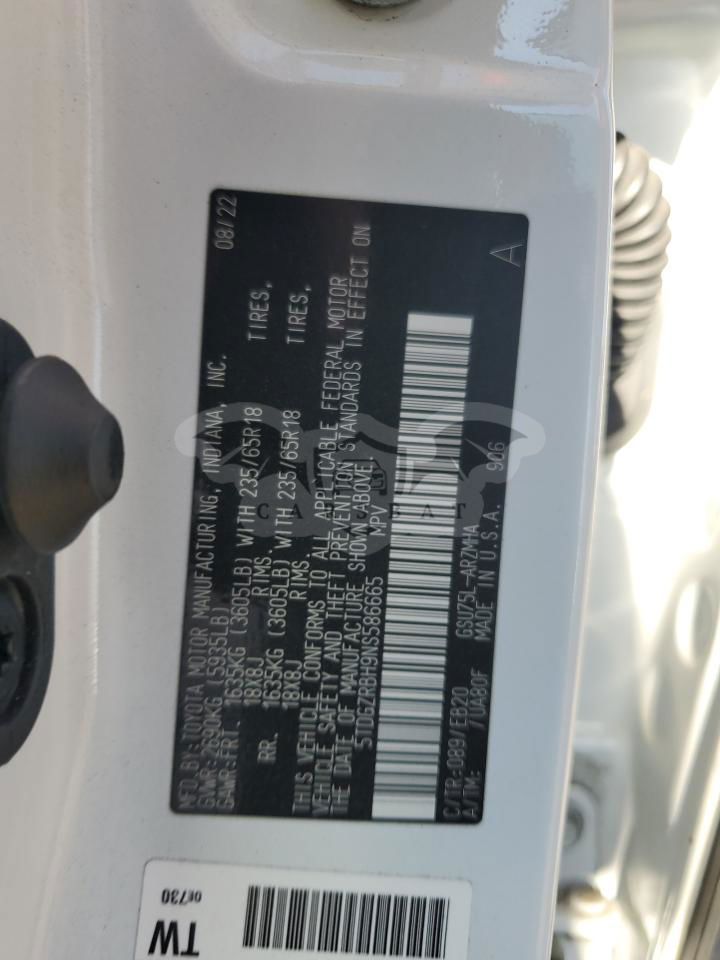 MFD. BY: TOYOTA MOTOR MANUFACTURING, INDIANA, INC. 08/22
GVWR: 2690KG (5935LB)
GAWR: FRT. 1635KG (3605LB) WITH 235/65R18 TIRES,
18X8J RIMS.
RR. 1635KG (3605LB) WITH 235/65R18 TIRES,
18X8J RIMS.
THIS VEHICLE CONFORMS TO ALL APPLICABLE FEDERAL MOTOR
VEHICLE SAFETY AND THEFT PREVENTION STANDARDS IN EFFECT ON
THE DATE OF MANUFACTURE SHOWN ABOVE.
5TDGZRBH9NS586665 MPV
C/TR: 089/EB20 GSU75L-ARZMHA
A/TM: /UA80F MADE IN U.S.A. 906 A
TW
0E730